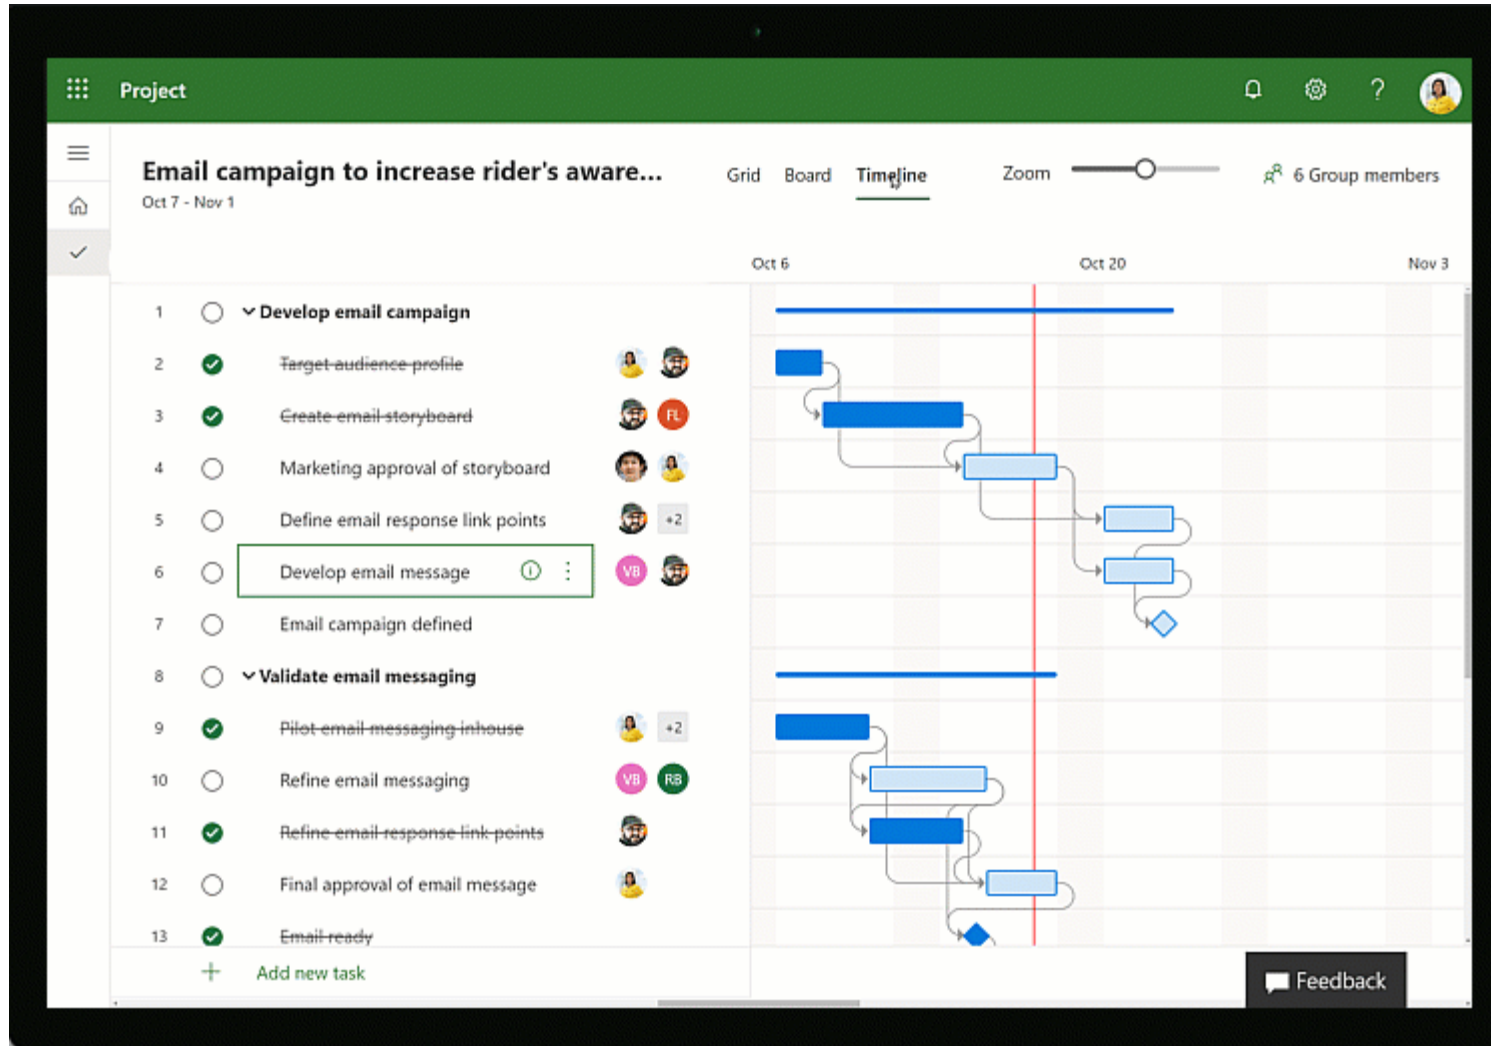 Project
?
Email campaign to increase rider's aware...
Grid Board Timeline Zoom 6 Group members
Oct 7 - Nov 1
Oct 6 Oct 20 Nov 3
1 Develop email campaign
2 Target audience profile
3 Create email storyboard FL
4 Marketing approval of storyboard
5 Define email response link points +2
6 Develop email message VB
7 Email campaign defined
8 Validate email messaging
9 Pilot email messaging inhouse +2
10 Refine email messaging VB RB
11 Refine email response link points
12 Final approval of email message
13 Email ready
+ Add new task
Feedback